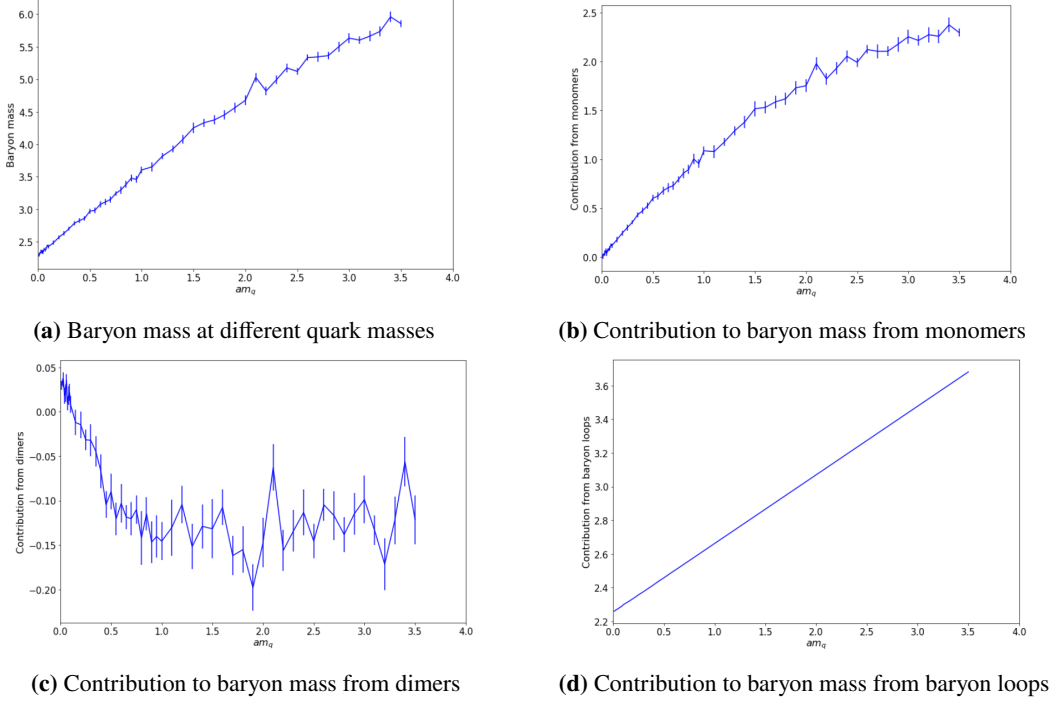 6.0
5.5
5.0
4.5
4.0
3.5
3.0
2.5
Baryon mass
0.0 0.5 1.0 1.5 2.0 2.5 3.0 3.5 4.0
am_q
(a) Baryon mass at different quark masses
2.5
2.0
1.5
1.0
0.5
0.0
Contribution from monomers
0.0 0.5 1.0 1.5 2.0 2.5 3.0 3.5 4.0
am_q
(b) Contribution to baryon mass from monomers
0.05
0.00
−0.05
−0.10
−0.15
−0.20
Contribution from dimers
0.0 0.5 1.0 1.5 2.0 2.5 3.0 3.5 4.0
am_q
(c) Contribution to baryon mass from dimers
3.6
3.4
3.2
3.0
2.8
2.6
2.4
2.2
Contribution from baryon loops
0.0 0.5 1.0 1.5 2.0 2.5 3.0 3.5 4.0
am_q
(d) Contribution to baryon mass from baryon loops